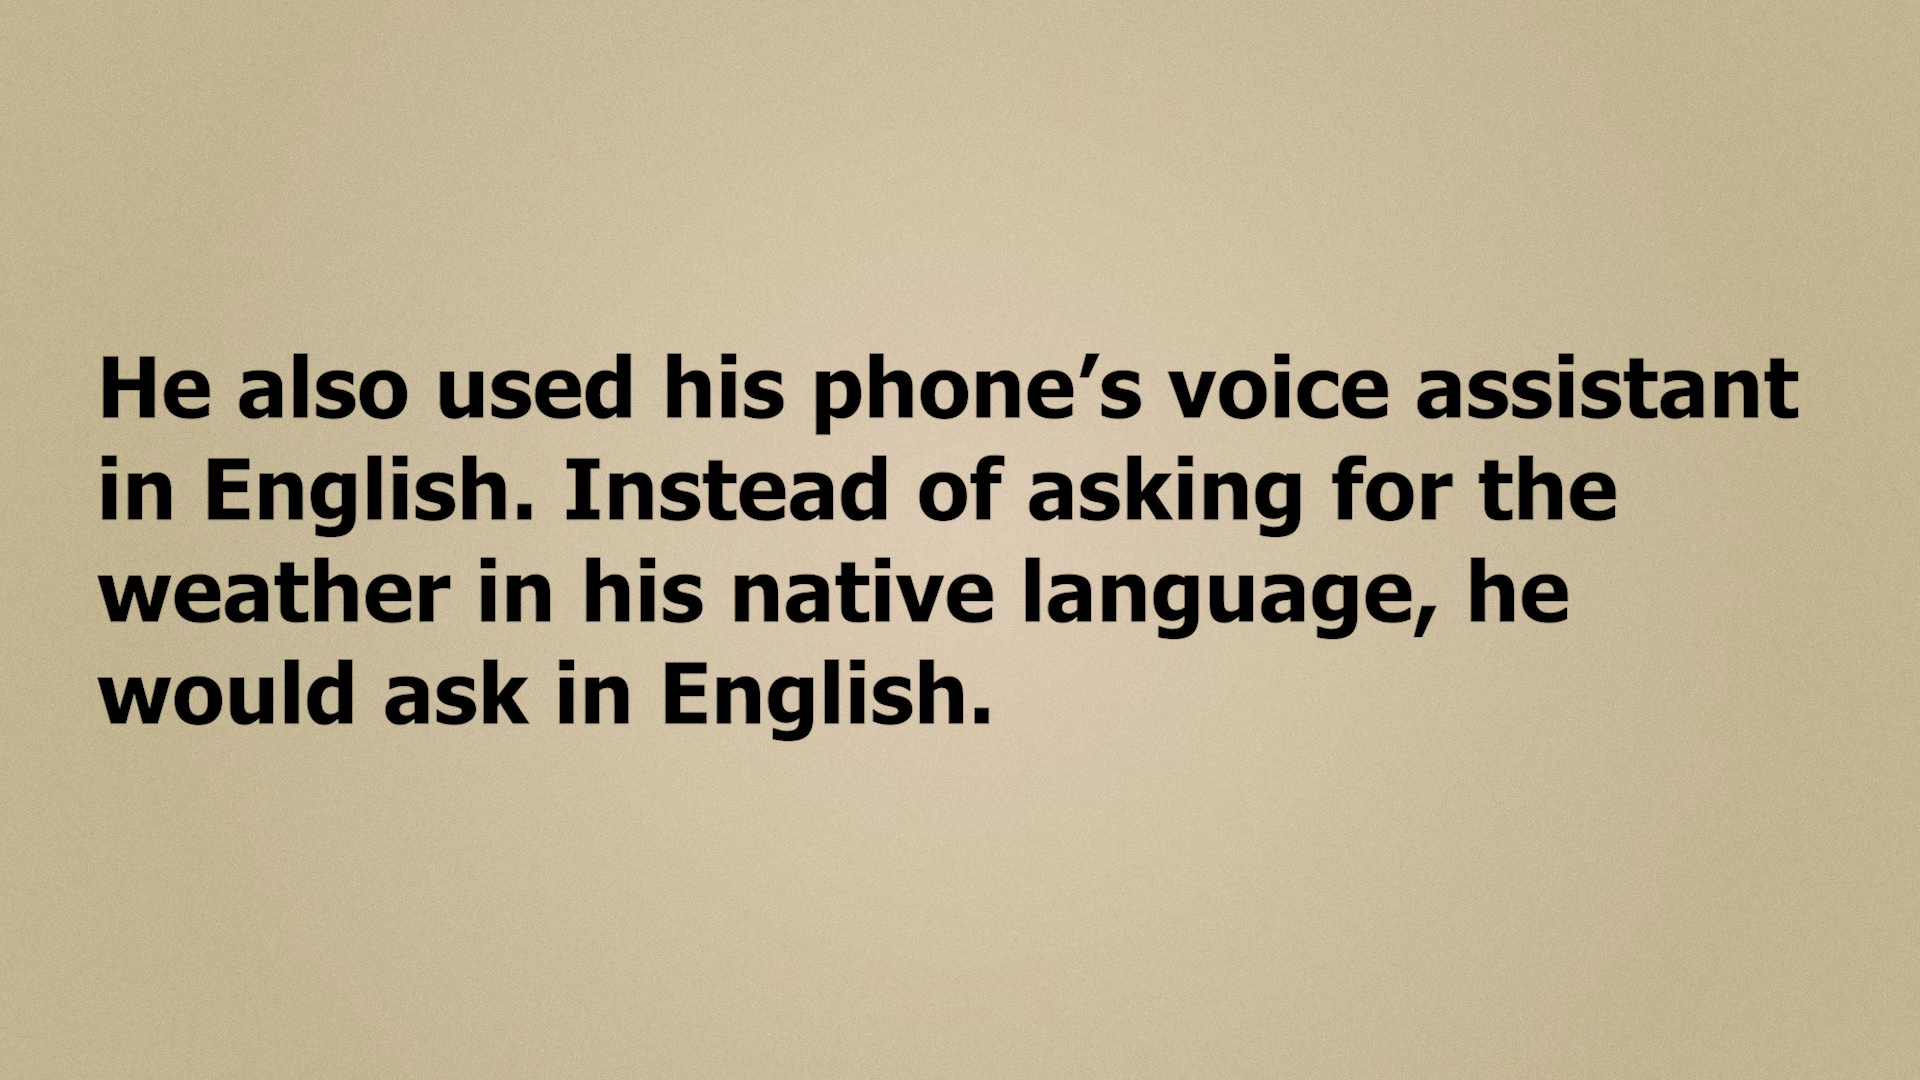 He also used his phone’s voice assistant
in English. Instead of asking for the
weather in his native language, he
would ask in English.